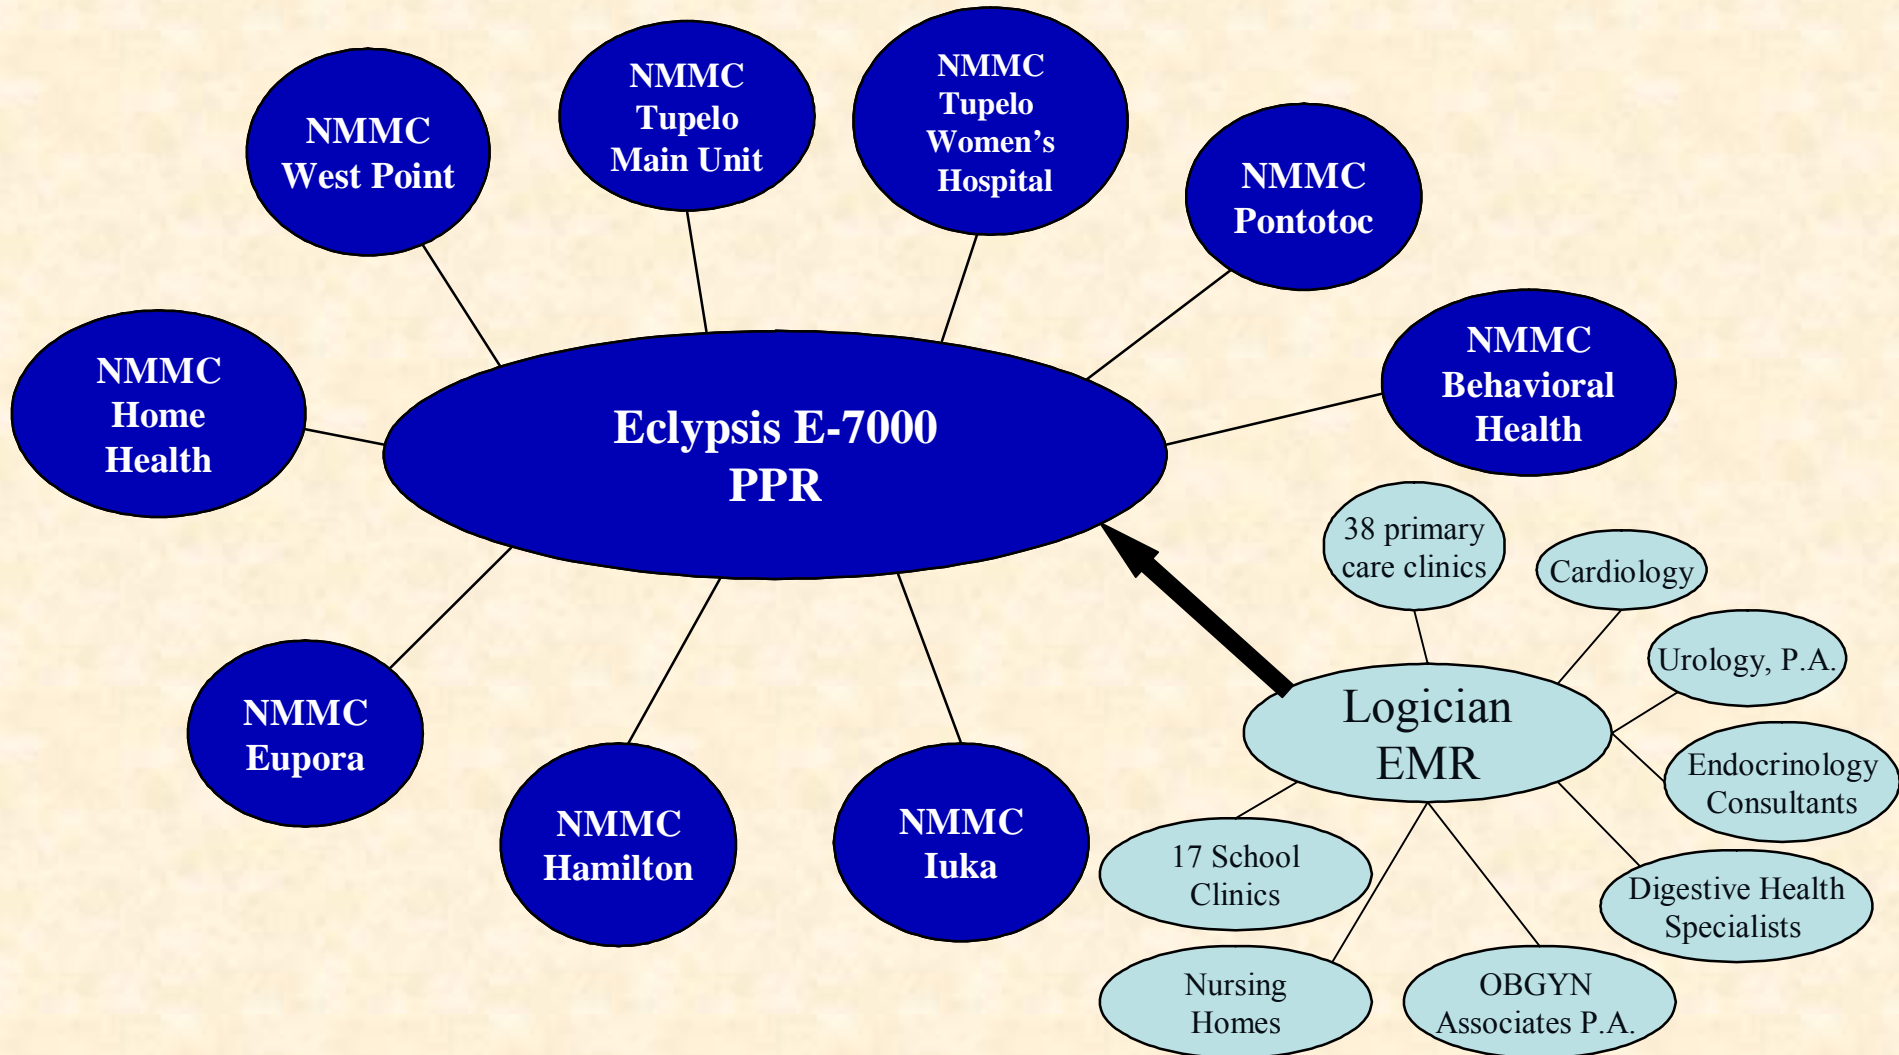 NMMC
West Point
NMMC
Tupelo
Main Unit
NMMC
Tupelo
Women's
Hospital
NMMC
Pontotoc
NMMC
Behavioral
Health
NMMC
Home
Health
Eclypsis E-7000
PPR
38 primary
care clinics
Cardiology
Urology, P.A.
Logician
EMR
Endocrinology
Consultants
NMMC
Eupora
NMMC
Hamilton
NMMC
Iuka
17 School
Clinics
Digestive Health
Specialists
Nursing
Homes
OBGYN
Associates P.A.